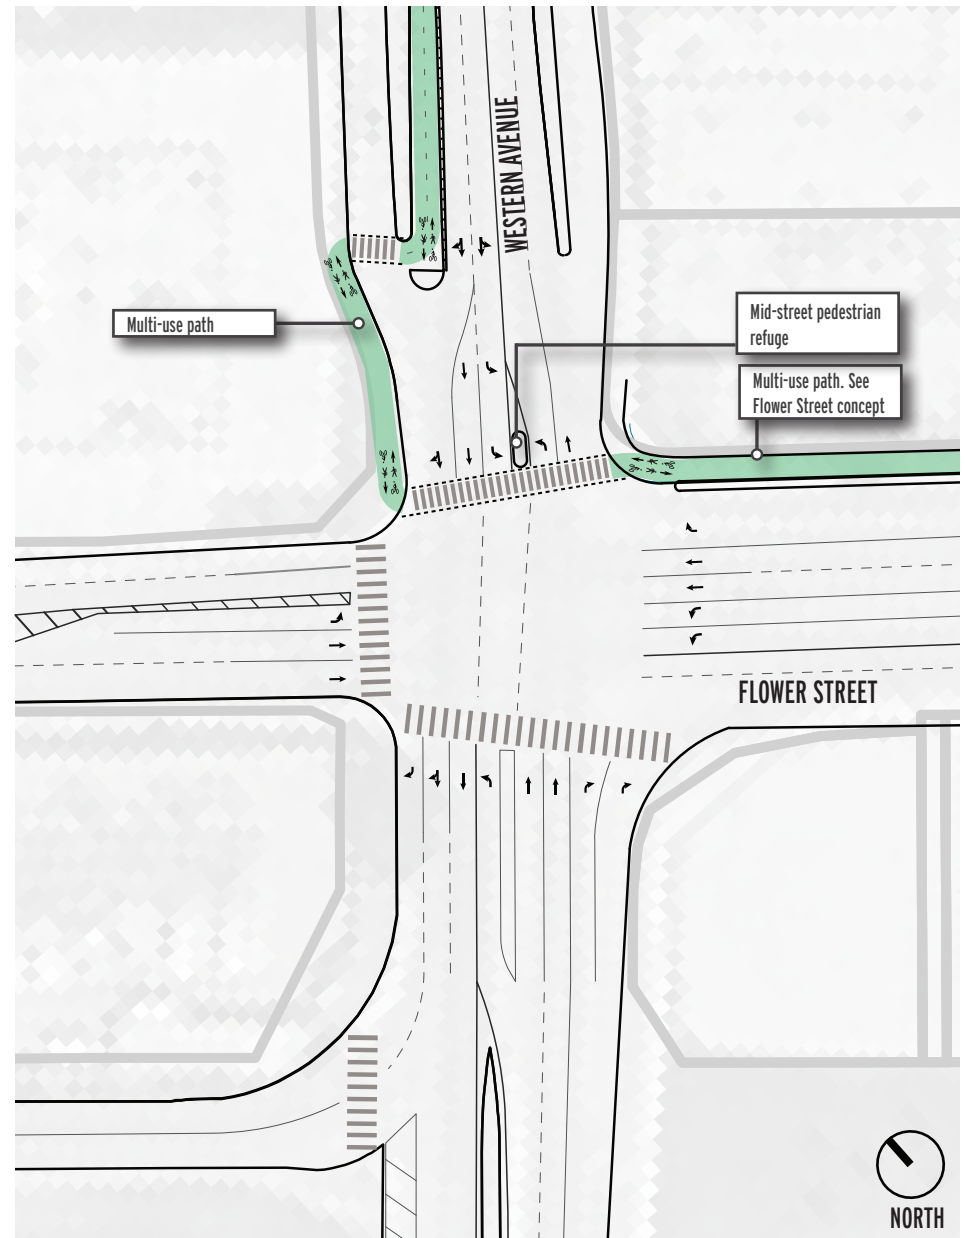 WESTERN AVENUE
Multi-use path
Mid-street pedestrian
refuge
Multi-use path. See
Flower Street concept
FLOWER STREET
NORTH